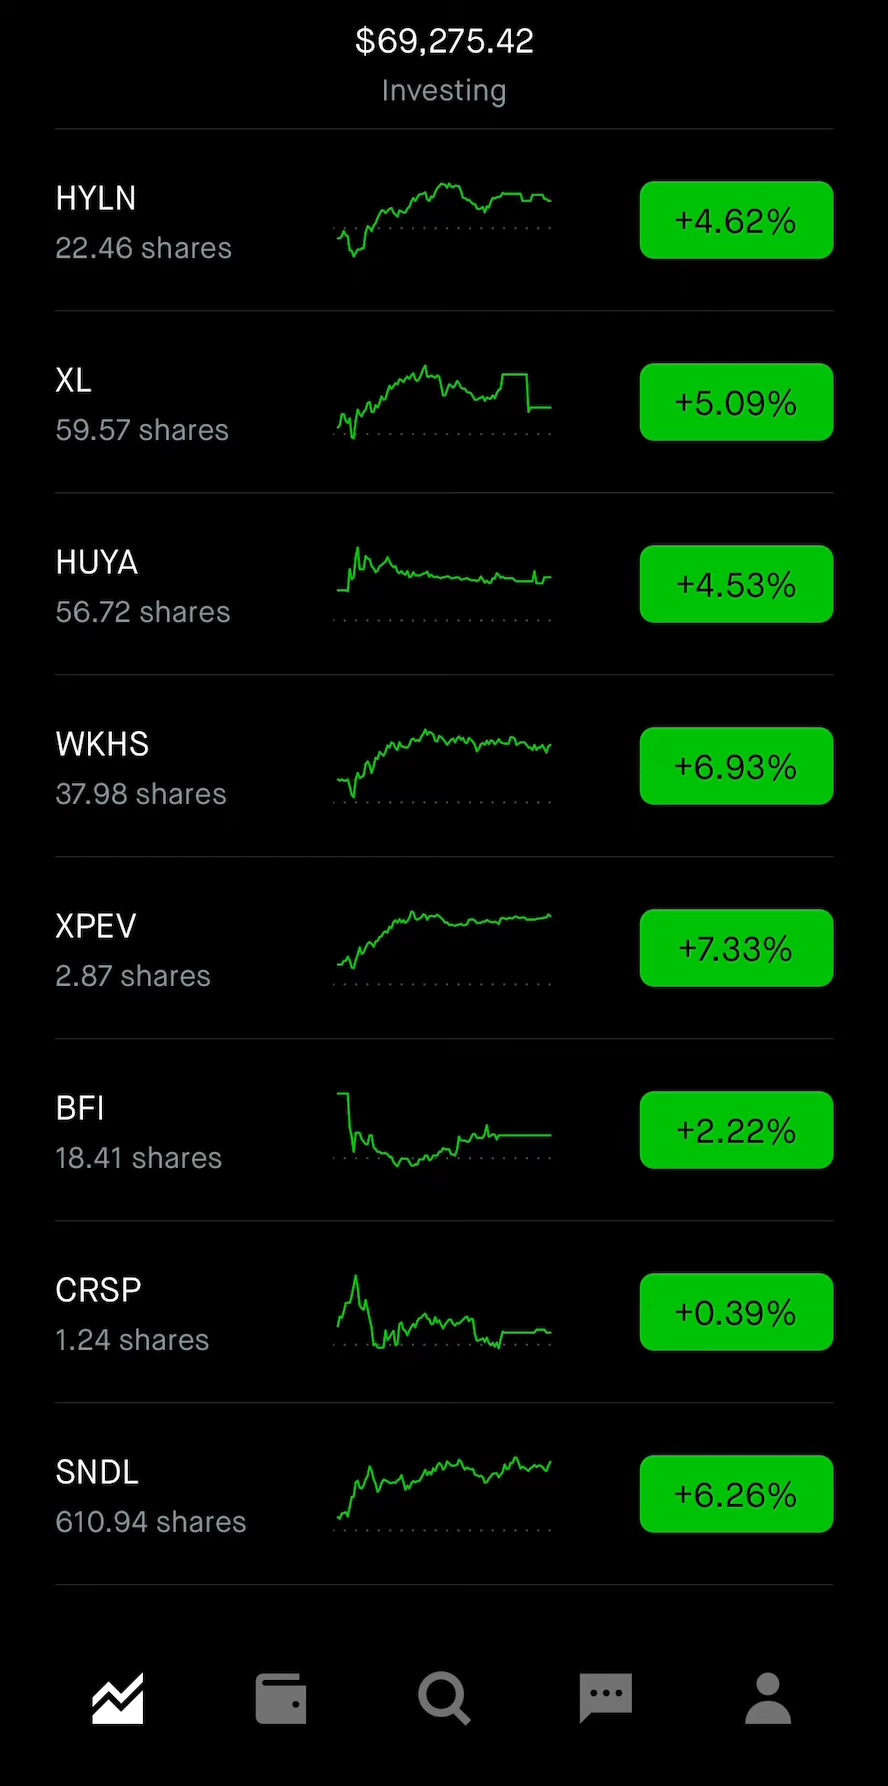 $69,275.42
Investing
HYLN
22.46 shares
+4.62%
XL
59.57 shares
+5.09%
HUYA
56.72 shares
+4.53%
WKHS
37.98 shares
+6.93%
XPEV
2.87 shares
+7.33%
BFI
18.41 shares
+2.22%
CRSP
1.24 shares
+0.39%
SNDL
610.94 shares
+6.26%